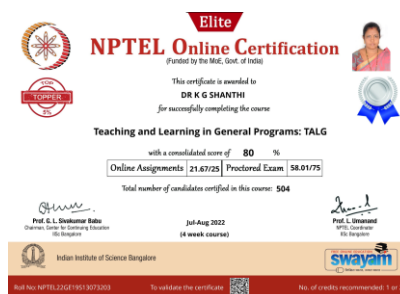 Elite
NPTEL Online Certification
(Funded by the MoE, Govt. of India)
This certificate is awarded to
DR K G SHANTHI
for successfully completing the course
TOPPER
5%
Teaching and Learning in General Programs: TALG
with a consolidated score of 80 %
Online Assignments 21.67/25 Proctored Exam 58.01/75
Total number of candidates certified in this course: 504
Prof. G. L. Sivakumar Babu
Chairman, Center for Continuing Education
IISc Bangalore
Jul-Aug 2022
(4 week course)
Prof. L. Umanand
NPTEL Coordinator
IISc Bangalore
Indian Institute of Science Bangalore
swayam
Roll No: NPTEL22GE19S13073203
To validate the certificate
No. of credits recommended: 1 or